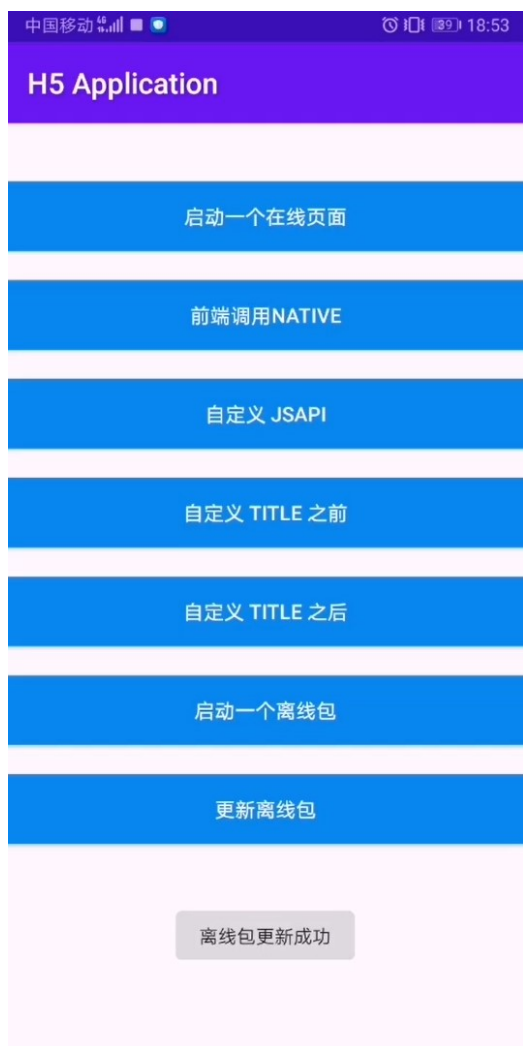 中国移动 4G 18:53
39
H5 Application
启动一个在线页面
前端调用NATIVE
自定义 JSAPI
自定义 TITLE 之前
自定义 TITLE 之后
启动一个离线包
更新离线包
离线包更新成功